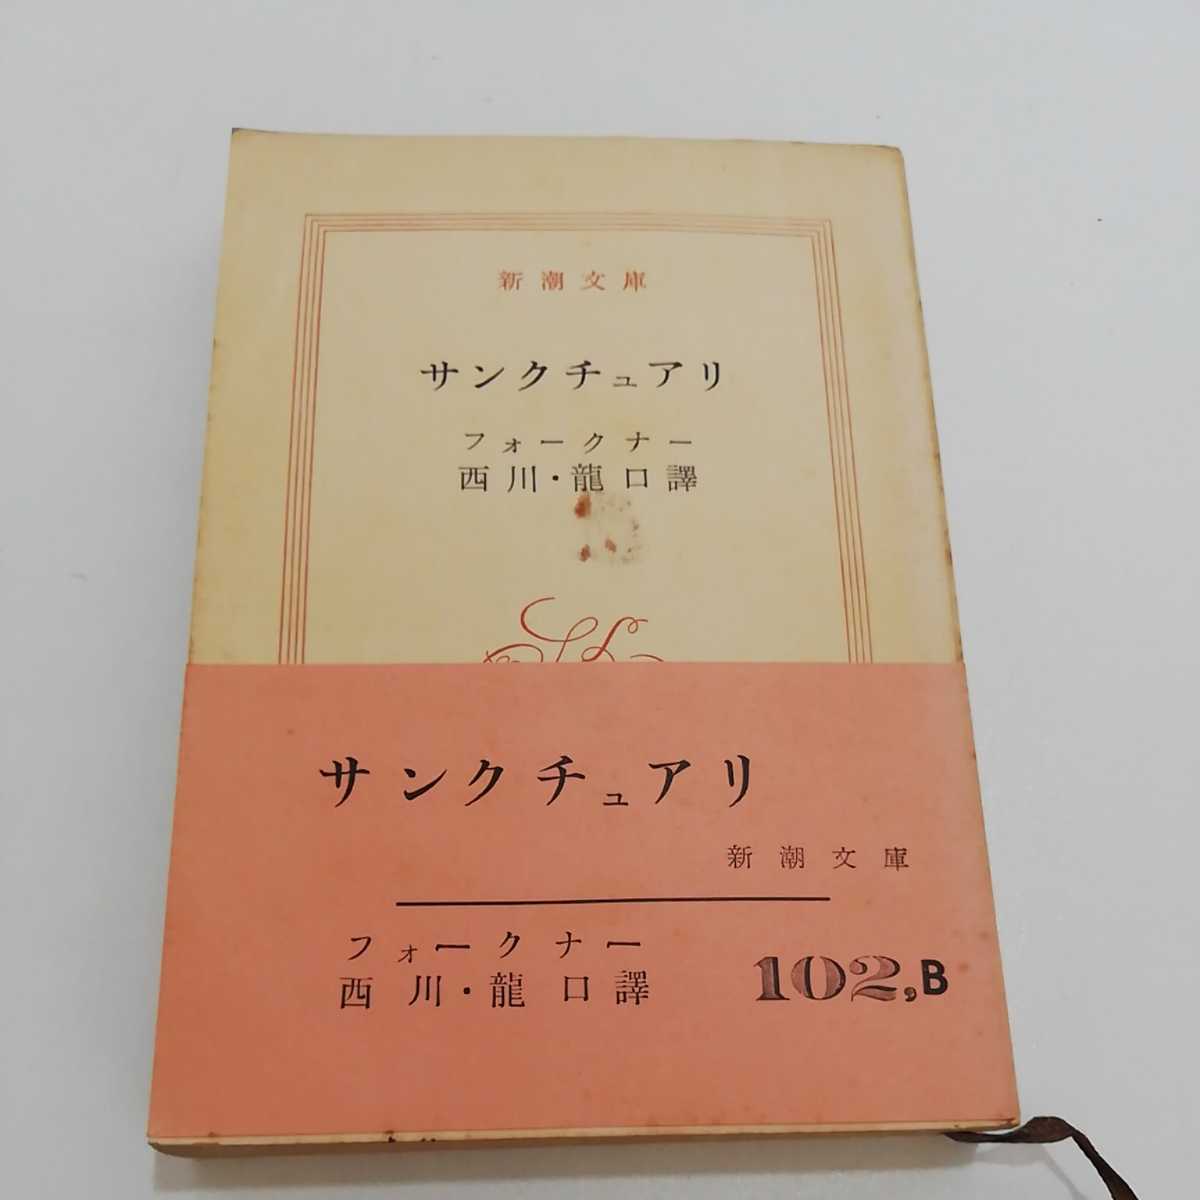 新潮文庫
サンクチュアリ
フォークナー
西川・龍口譯
サンクチュアリ
新潮文庫
フォークナー
西川・龍口譯
102,B